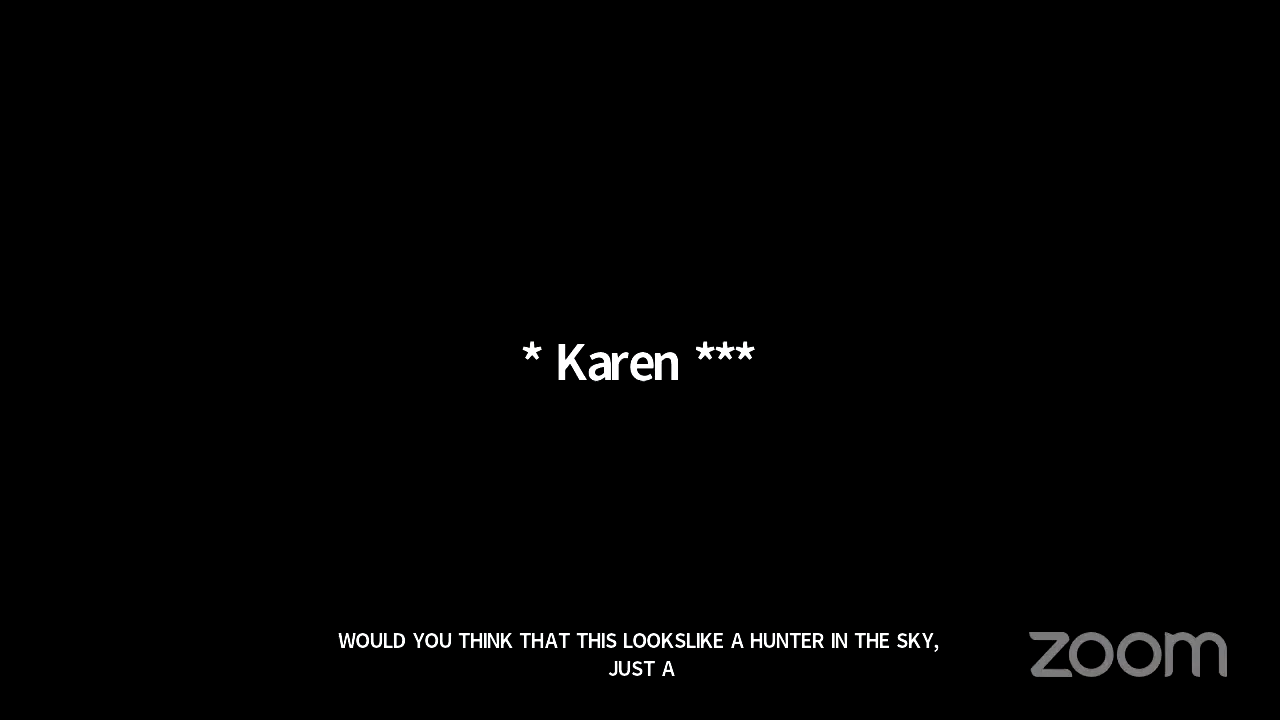 * Karen ***
WOULD YOU THINK THAT THIS LOOKSLIKE A HUNTER IN THE SKY,
JUST A
zoom